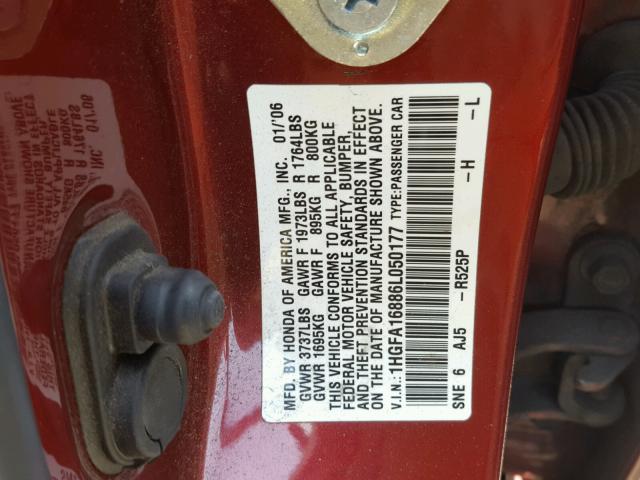 MFD. BY HONDA OF AMERICA MFG., INC. 01/'06
GVWR 3737LBS GAWR F 1973LBS R 1764LBS
GVWR 1695KG GAWR F 895KG R 800KG
THIS VEHICLE CONFORMS TO ALL APPLICABLE
FEDERAL MOTOR VEHICLE SAFETY, BUMPER,
AND THEFT PREVENTION STANDARDS IN EFFECT
ON THE DATE OF MANUFACTURE SHOWN ABOVE.
V.I.N.: 1HGFA16886L050177 TYPE:PASSENGER CAR
SNE 6 AJ5 -R525P -H -L